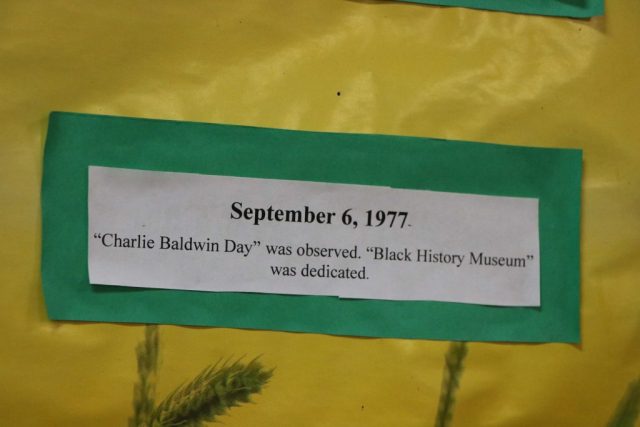 September 6, 1977
“Charlie Baldwin Day” was observed. “Black History Museum”
was dedicated.